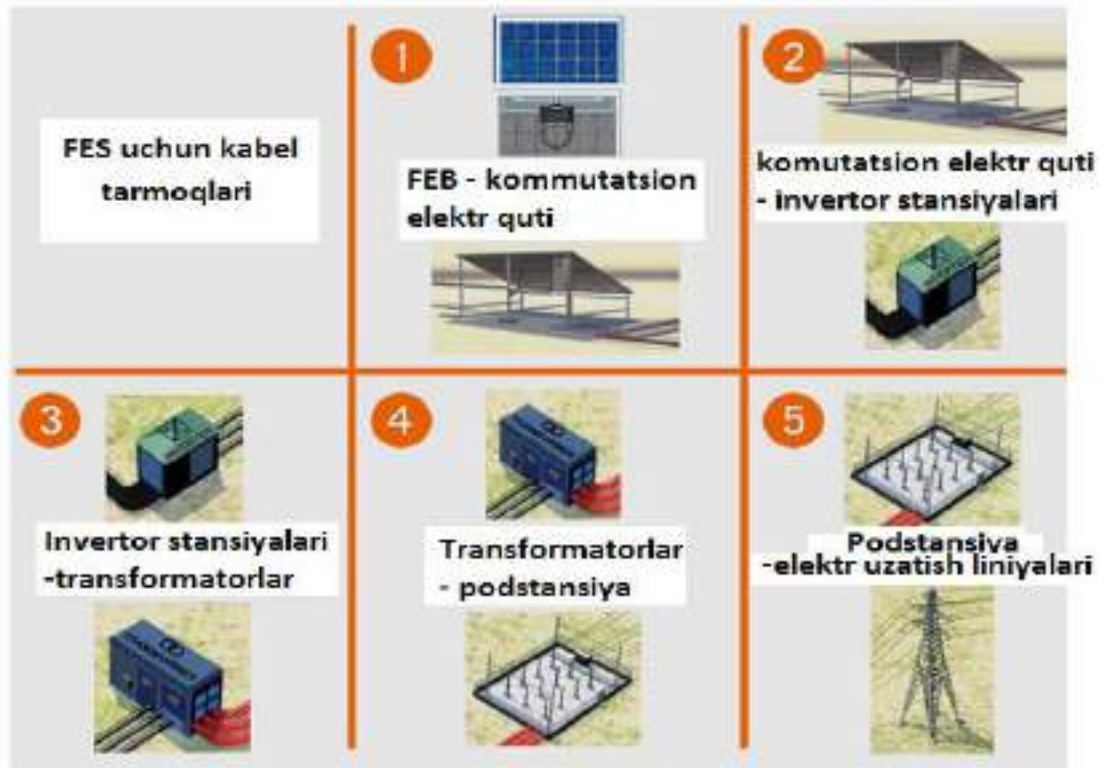 FES uchun kabel
tarmoqlari
1
FEB - kommutatsion
elektr quti
2
komutatsion elektr quti
- invertor stansiyalari
3
Invertor stansiyalari
-transformatorlar
4
Transformatorlar
- podstansiya
5
Podstansiya
-elektr uzatish liniyalari